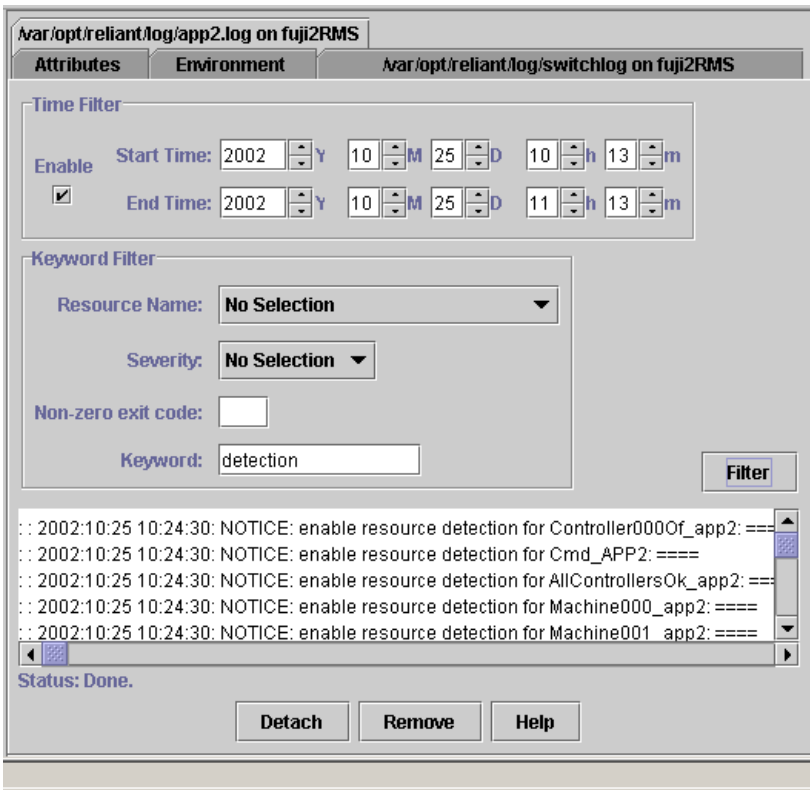 /var/opt/reliant/log/app2.log on fuji2RMS
Attributes Environment /var/opt/reliant/log/switchlog on fuji2RMS
Time Filter
Enable Start Time: 2002 Y 10 M 25 D 10 h 13 m
End Time: 2002 Y 10 M 25 D 11 h 13 m
Keyword Filter
Resource Name: No Selection
Severity: No Selection
Non-zero exit code:
Keyword: detection
Filter
: : 2002:10:25 10:24:30: NOTICE: enable resource detection for Controller000Of_app2: ===
: : 2002:10:25 10:24:30: NOTICE: enable resource detection for Cmd_APP2: ====
: : 2002:10:25 10:24:30: NOTICE: enable resource detection for AllControllersOk_app2: ===
: : 2002:10:25 10:24:30: NOTICE: enable resource detection for Machine000_app2: ====
: : 2002:10:25 10:24:30: NOTICE: enable resource detection for Machine001_app2: ====
Status: Done.
Detach Remove Help